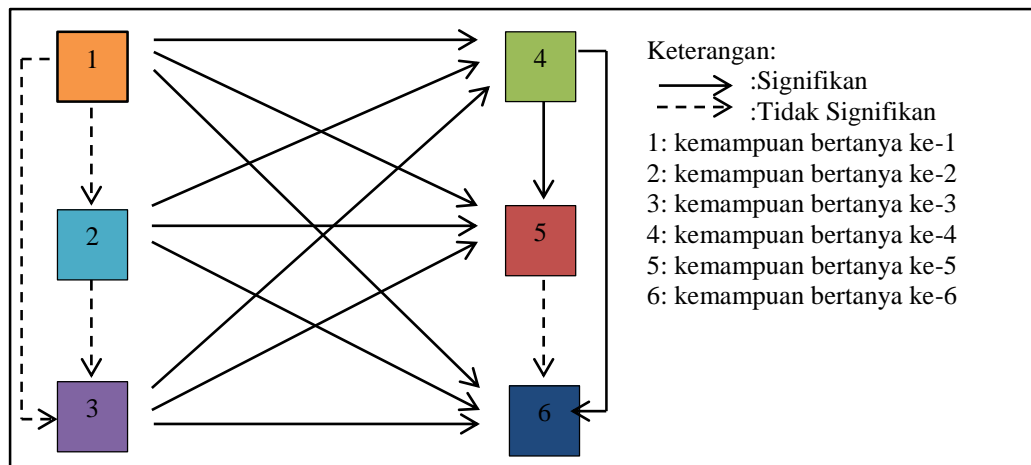 1
2
3
4
5
6
Keterangan:
:Signifikan
:Tidak Signifikan
1: kemampuan bertanya ke-1
2: kemampuan bertanya ke-2
3: kemampuan bertanya ke-3
4: kemampuan bertanya ke-4
5: kemampuan bertanya ke-5
6: kemampuan bertanya ke-6